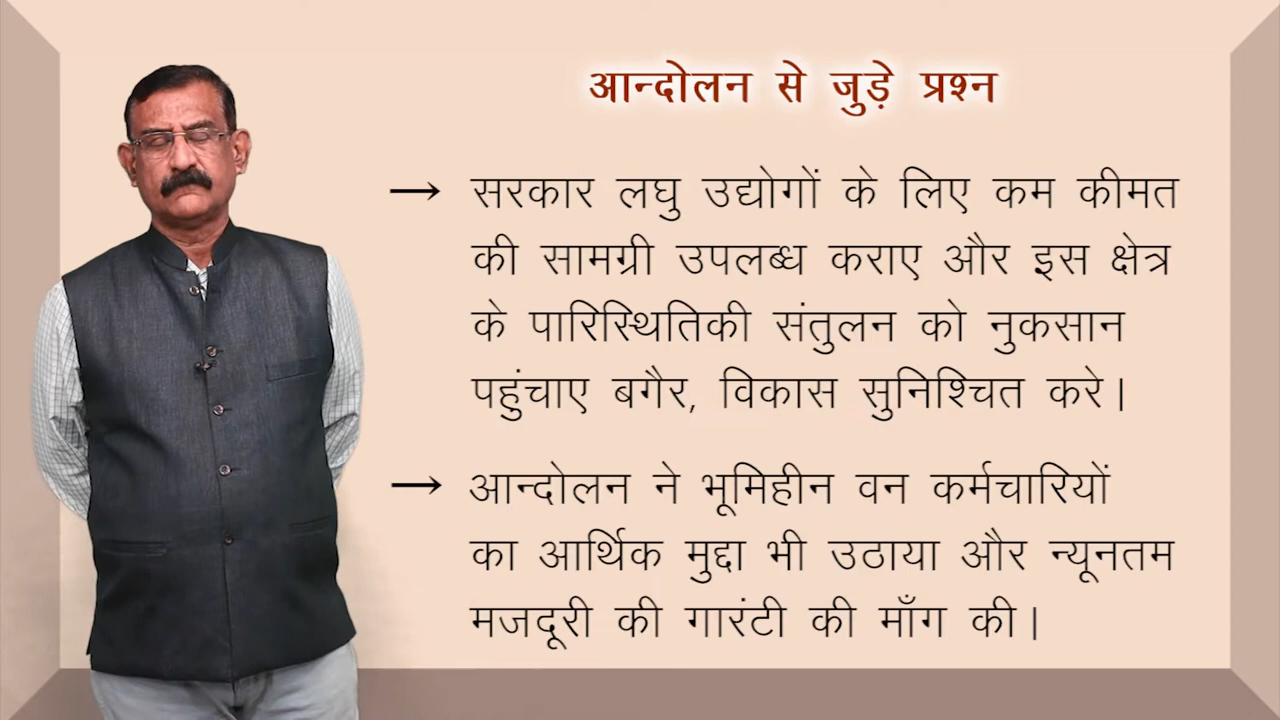 आन्दोलन से जुड़े प्रश्न
→ सरकार लघु उद्योगों के लिए कम कीमत
की सामग्री उपलब्ध कराए और इस क्षेत्र
के पारिस्थितिकी संतुलन को नुकसान
पहुंचाए बगैर, विकास सुनिश्चित करे।
→ आन्दोलन ने भूमिहीन वन कर्मचारियों
का आर्थिक मुद्दा भी उठाया और न्यूनतम
मजदूरी की गारंटी की माँग की।